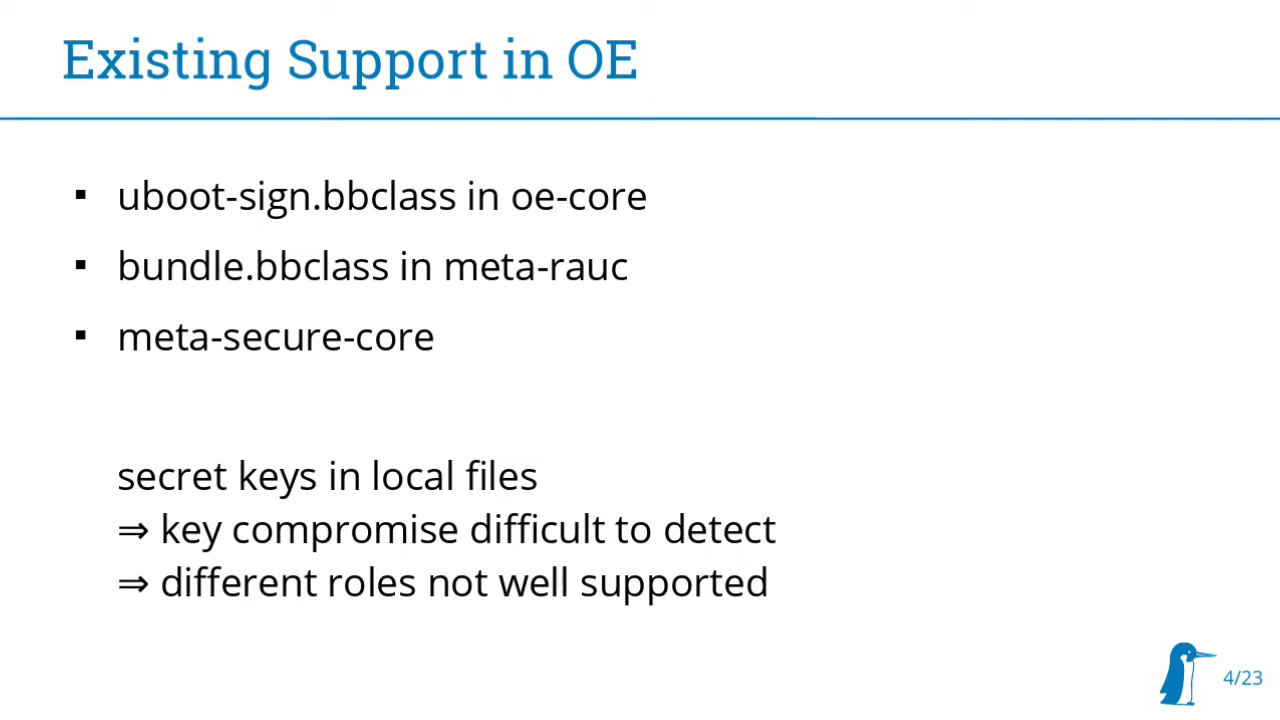 Existing Support in OE
▪ uboot-sign.bbclass in oe-core
▪ bundle.bbclass in meta-rauc
▪ meta-secure-core
secret keys in local files
⇒ key compromise difficult to detect
⇒ different roles not well supported
4/23